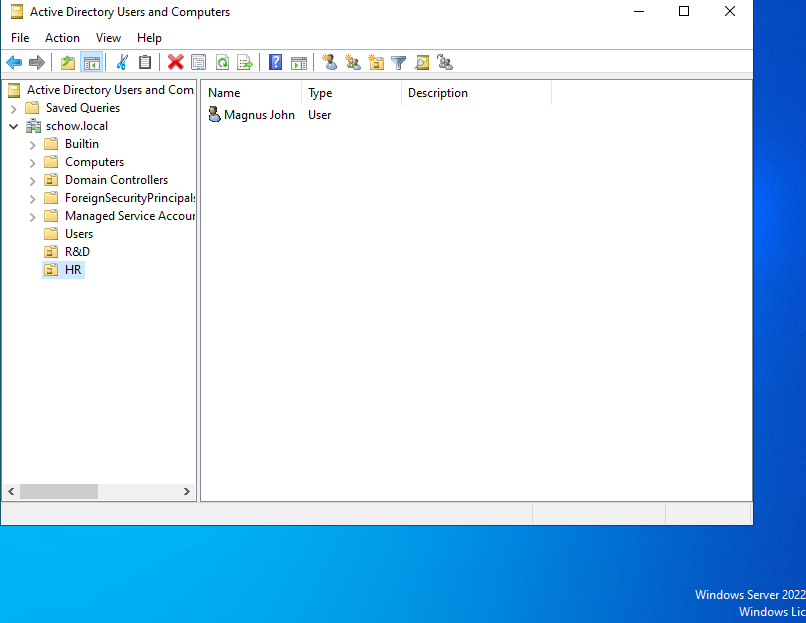 Active Directory Users and Computers
File Action View Help
Active Directory Users and Com
Saved Queries
schow.local
Builtin
Computers
Domain Controllers
ForeignSecurityPrincipals
Managed Service Accour
Users
R&D
HR
Name Type Description
Magnus John User
Windows Server 2022
Windows Lic